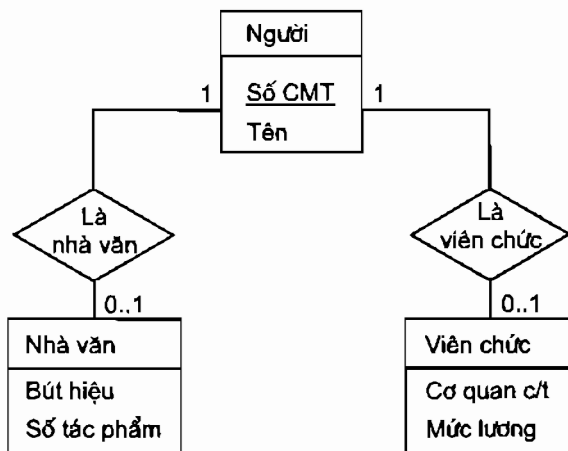 Người
Số CMT
Tên
1
1
Là
nhà văn
Là
viên chức
0..1
0..1
Nhà văn
Bút hiệu
Số tác phẩm
Viên chức
Cơ quan c/t
Mức lương